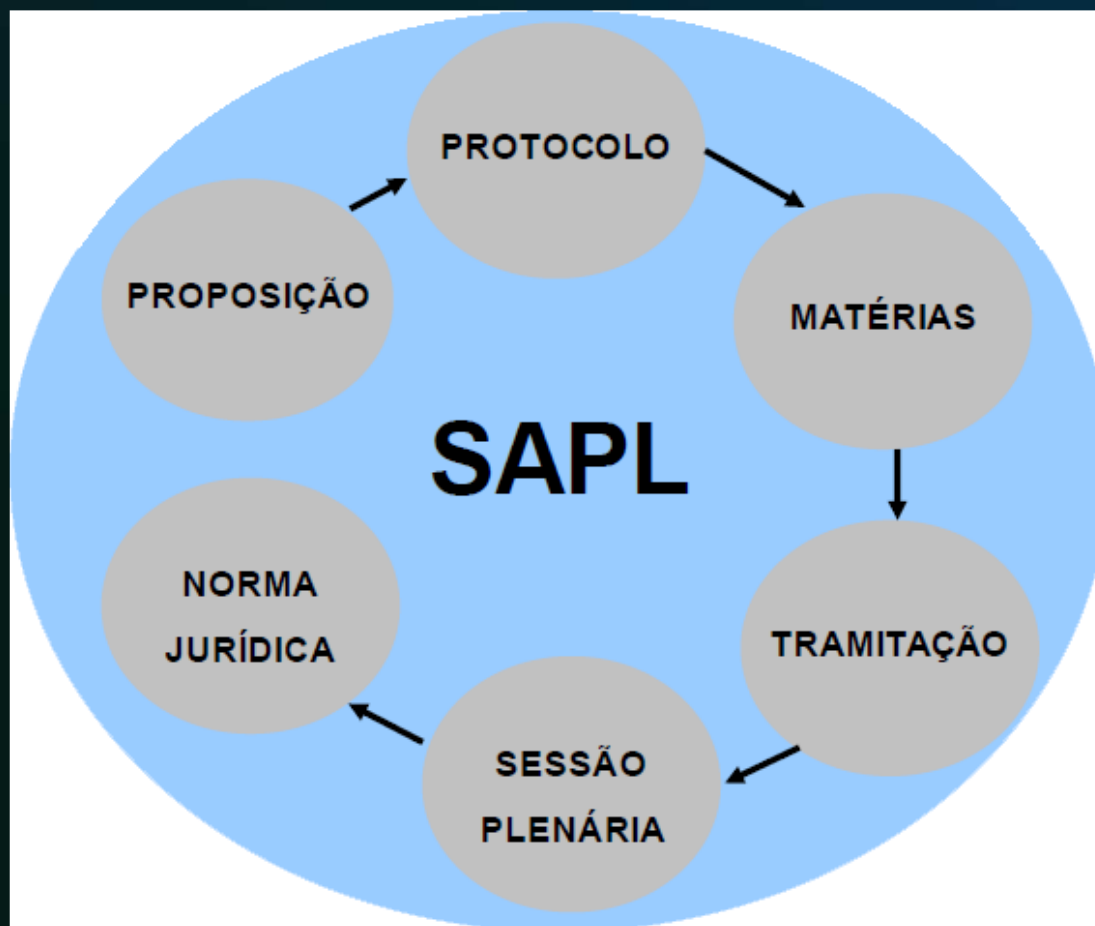 PROTOCOLO
PROPOSIÇÃO
MATÉRIAS
SAPL
NORMA
JURÍDICA
TRAMITAÇÃO
SESSÃO
PLENÁRIA